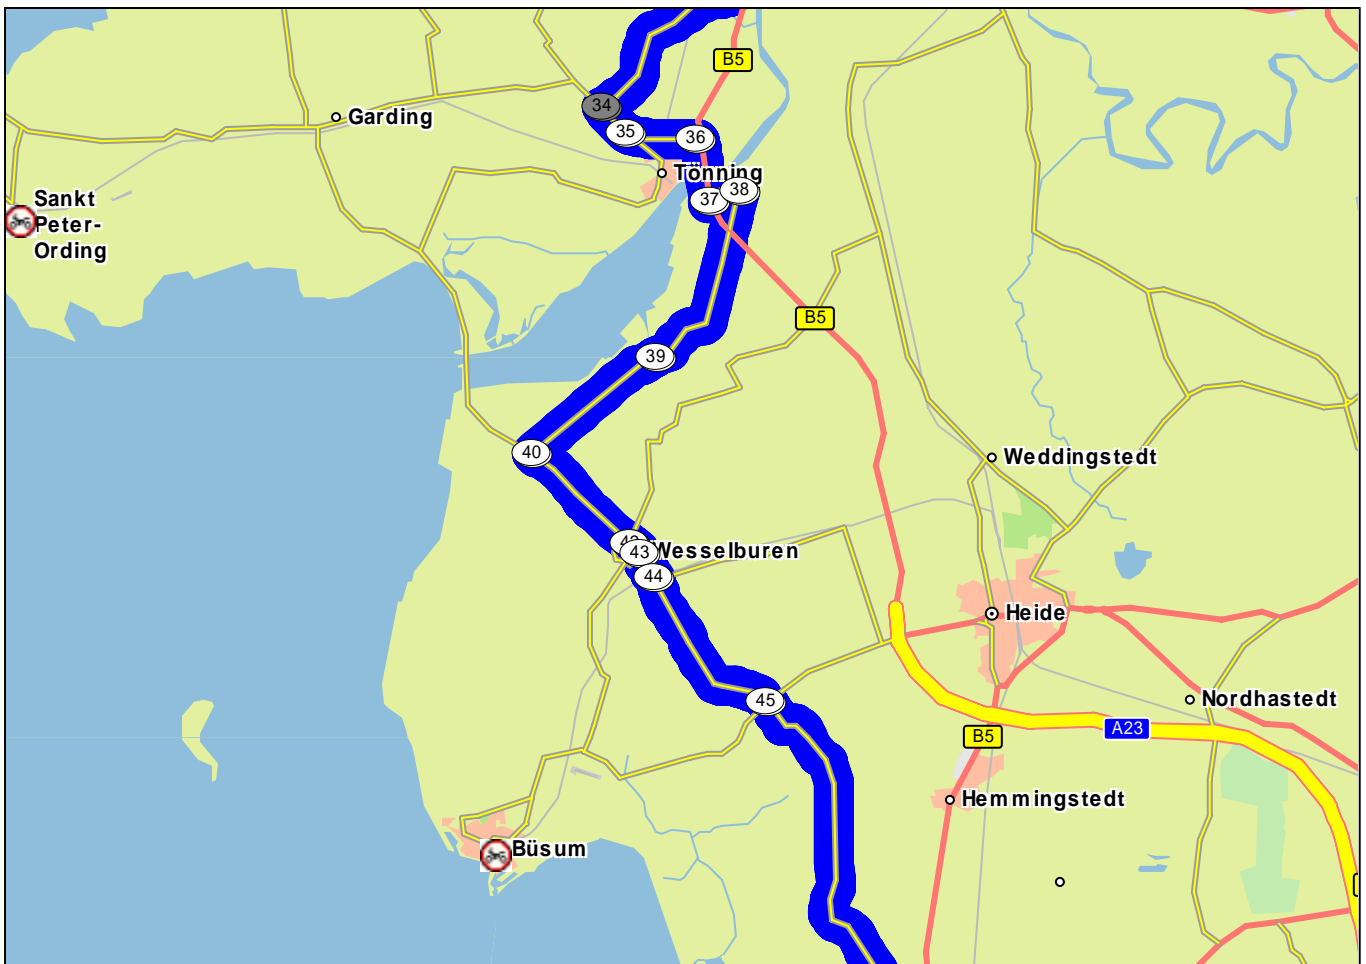 B5
34
Garding
35
36
Tönning
38
37
Sankt
Peter-
Ording
B5
39
40
Weddingstedt
43
Wesselburen
44
Heide
45
Nordhastedt
A23
B5
Hemmingstedt
Büsum